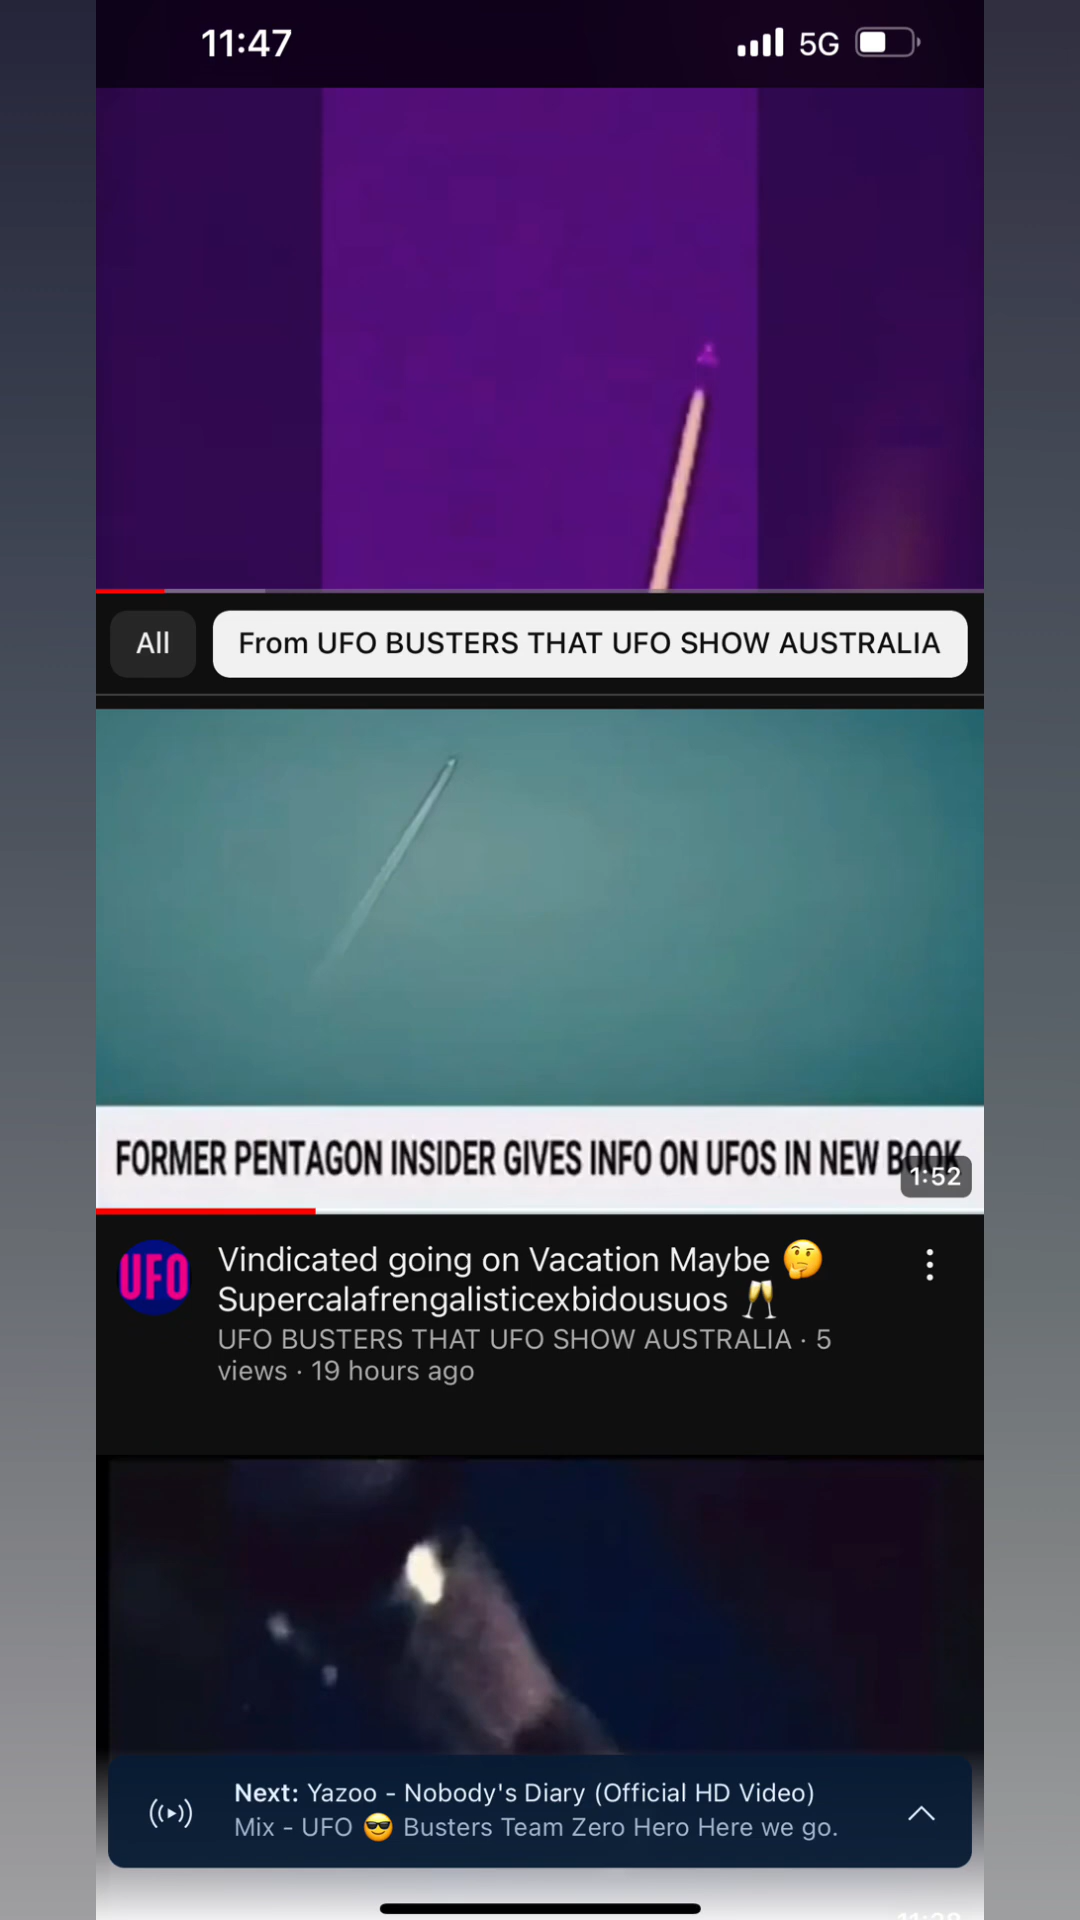 11:47
5G
All
From UFO BUSTERS THAT UFO SHOW AUSTRALIA
FORMER PENTAGON INSIDER GIVES INFO ON UFOS IN NEW BOOK
1:52
UFO
Vindicated going on Vacation Maybe 🤔
Supercalafrengalisticexbidousuos 🥂
UFO BUSTERS THAT UFO SHOW AUSTRALIA · 5
views · 19 hours ago
Next: Yazoo - Nobody's Diary (Official HD Video)
Mix - UFO 😎 Busters Team Zero Hero Here we go.